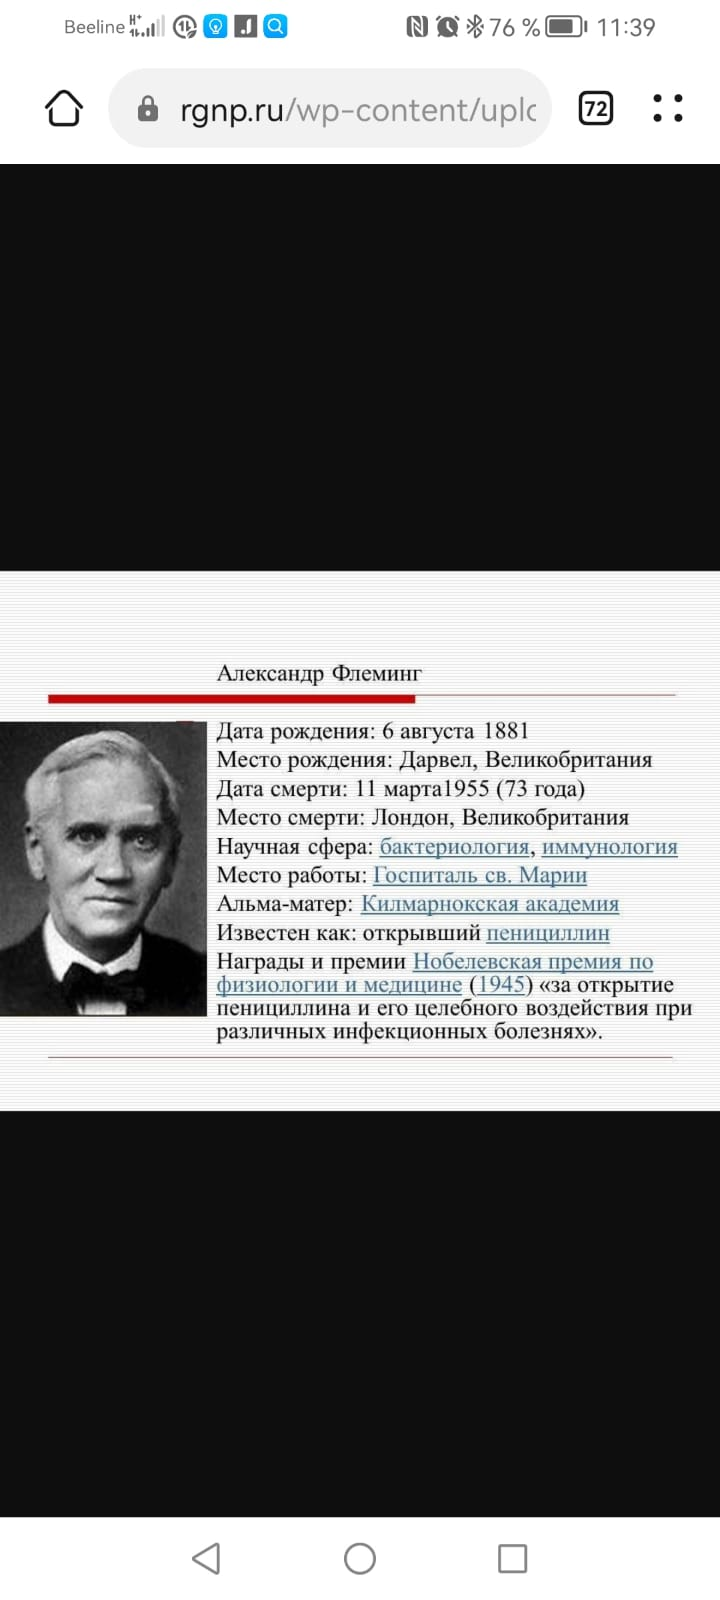 Beeline H+ 76 % 11:39
rgnp.ru/wp-content/uplo
72
Александр Флеминг
Дата рождения: 6 августа 1881
Место рождения: Дарвел, Великобритания
Дата смерти: 11 марта1955 (73 года)
Место смерти: Лондон, Великобритания
Научная сфера: бактериология, иммунология
Место работы: Госпиталь св. Марии
Альма-матер: Килмарнокская академия
Известен как: открывший пенициллин
Награды и премии Нобелевская премия по
физиологии и медицине (1945) «за открытие
пенициллина и его целебного воздействия при
различных инфекционных болезнях».